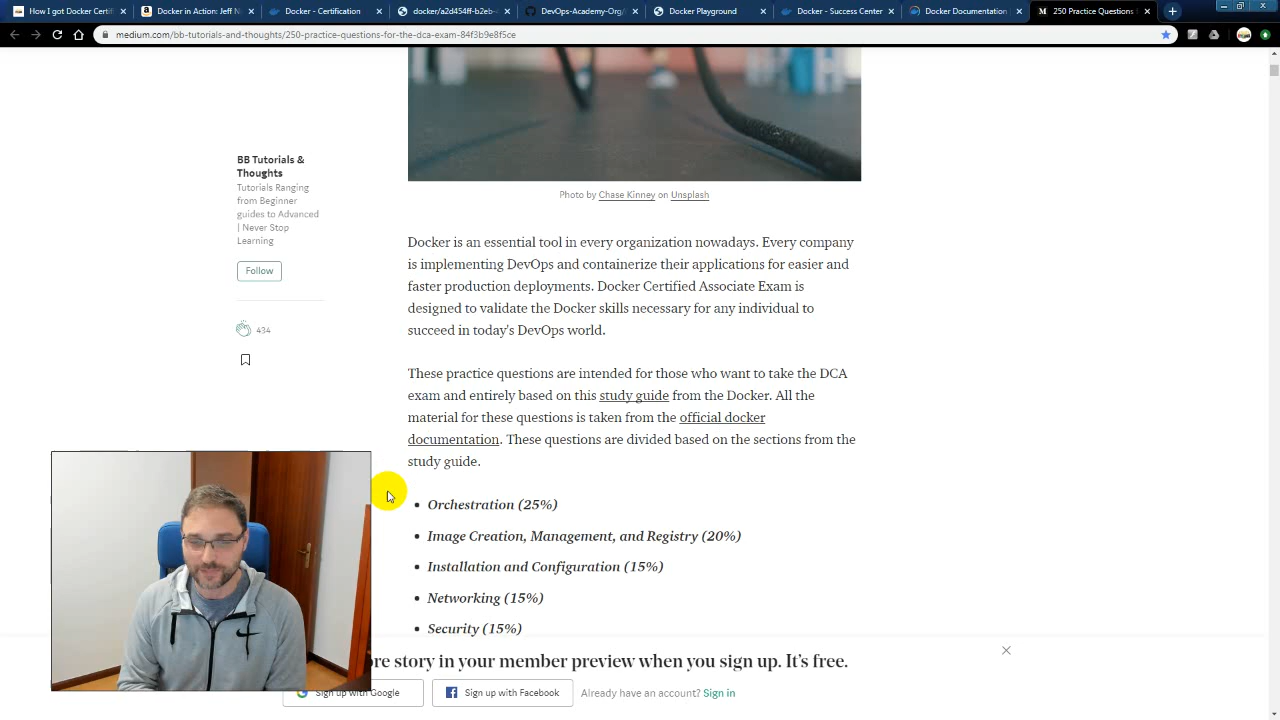 How I got Docker Certi
Docker in Action: Jeff N
Docker - Certification
docker/a2d454ff-b2eb-4
DevOps-Academy-Org/
Docker Playground
Docker - Success Center
Docker Documentation
250 Practice Questions
medium.com/bb-tutorials-and-thoughts/250-practice-questions-for-the-dca-exam-84f3b9e8f5ce
Photo by Chase Kinney on Unsplash
BB Tutorials &
Thoughts
Tutorials Ranging
from Beginner
guides to Advanced
| Never Stop
Learning
Follow
434
Docker is an essential tool in every organization nowadays. Every company
is implementing DevOps and containerize their applications for easier and
faster production deployments. Docker Certified Associate Exam is
designed to validate the Docker skills necessary for any individual to
succeed in today's DevOps world.
These practice questions are intended for those who want to take the DCA
exam and entirely based on this study guide from the Docker. All the
material for these questions is taken from the official docker
documentation. These questions are divided based on the sections from the
study guide.
• Orchestration (25%)
• Image Creation, Management, and Registry (20%)
• Installation and Configuration (15%)
• Networking (15%)
• Security (15%)
re story in your member preview when you sign up. It's free.
Sign up with Google
Sign up with Facebook
Already have an account? Sign in